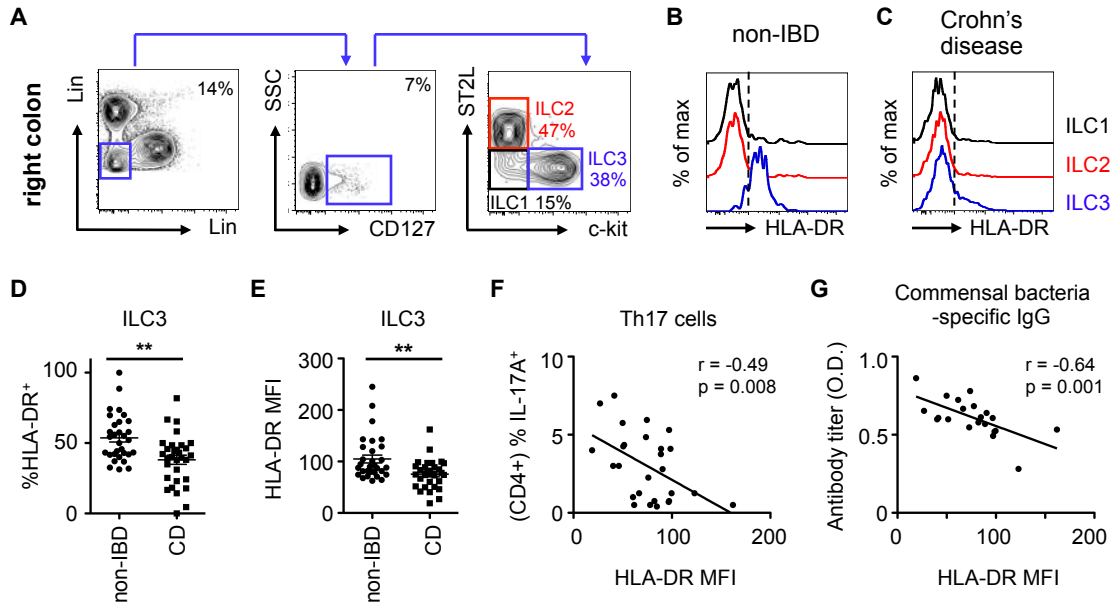 A
right colon
Lin
14%
Lin
SSC
7%
CD127
ST2L
ILC2
47%
ILC3
38%
ILC1 15%
c-kit
B
non-IBD
% of max
HLA-DR
C
Crohn's
disease
% of max
HLA-DR
ILC1
ILC2
ILC3
D
ILC3
**
%HLA-DR+
100
50
0
non-IBD
CD
E
ILC3
**
HLA-DR MFI
300
200
100
0
non-IBD
CD
F
Th17 cells
r = -0.49
p = 0.008
(CD4+) % IL-17A+
10
5
0
0
100
200
HLA-DR MFI
G
Commensal bacteria
-specific IgG
r = -0.64
p = 0.001
Antibody titer (O.D.)
1.0
0.5
0.0
0
100
200
HLA-DR MFI